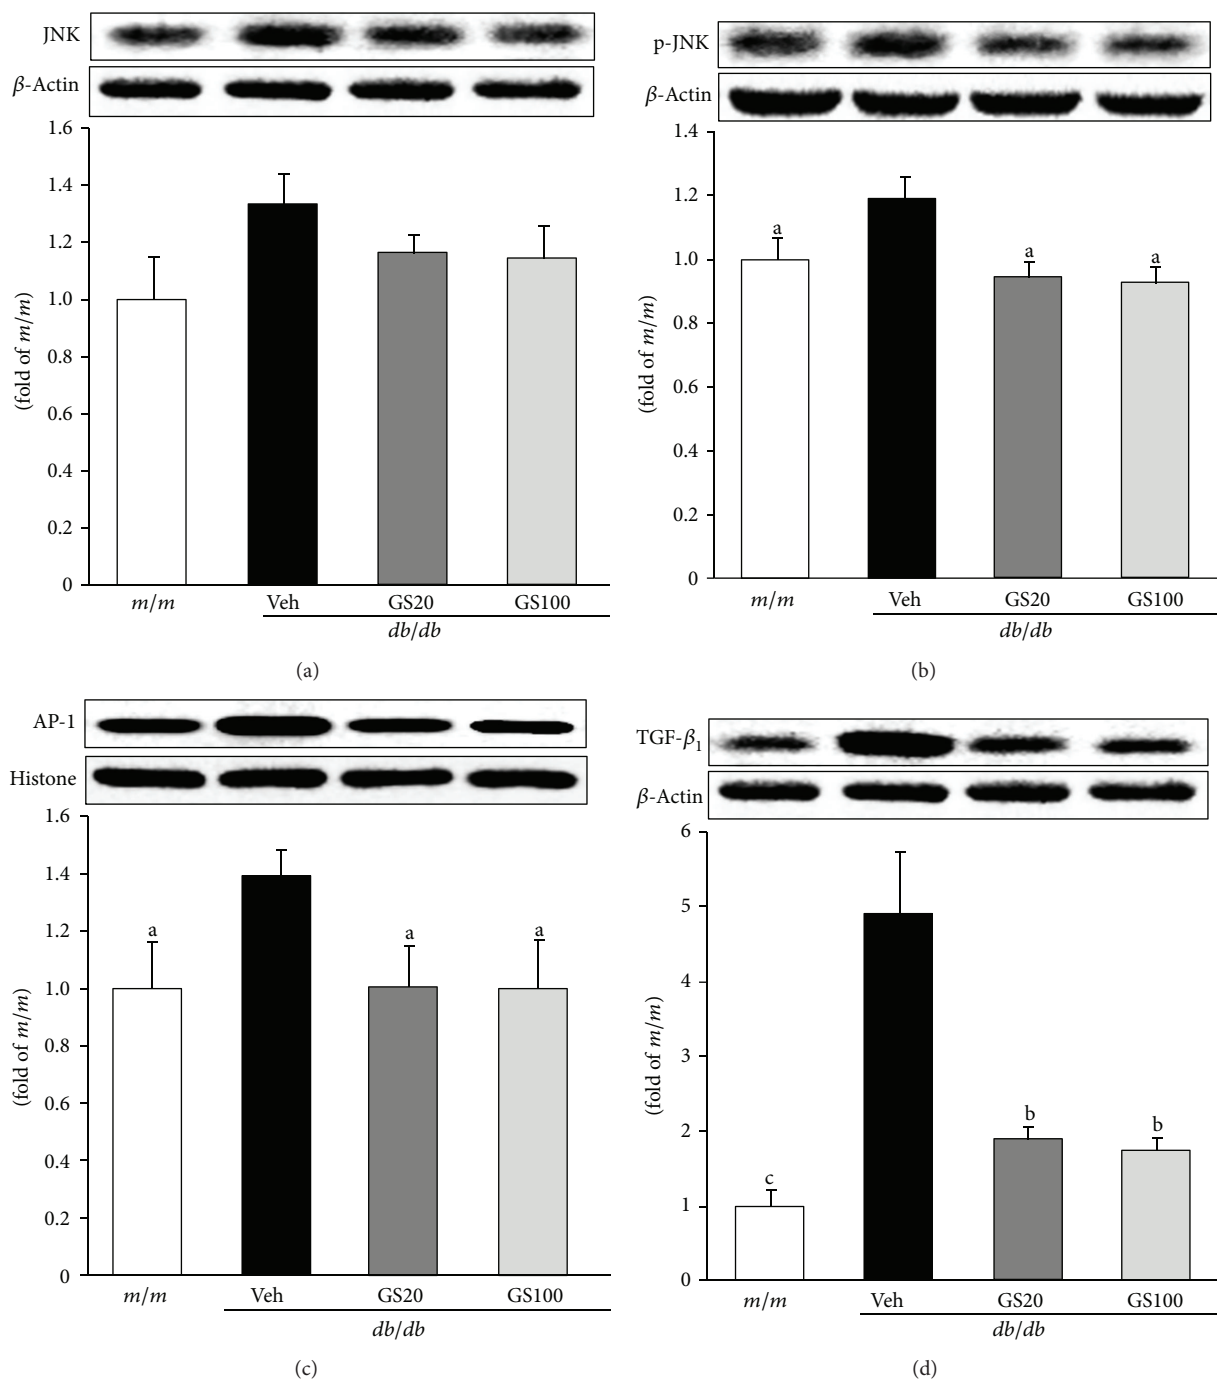 JNK
β-Actin
1.6
1.4
1.2
1.0
0.8
0.6
0.4
0.2
0
(fold of m/m)
m/m Veh GS20 GS100
db/db
(a)
p-JNK
β-Actin
1.4
1.2
1.0
0.8
0.6
0.4
0.2
0
(fold of m/m)
a
a
a
m/m Veh GS20 GS100
db/db
(b)
AP-1
Histone
1.6
1.4
1.2
1.0
0.8
0.6
0.4
0.2
0
(fold of m/m)
a
a
a
m/m Veh GS20 GS100
db/db
(c)
TGF-β₁
β-Actin
6
5
4
3
2
1
0
(fold of m/m)
c
b
b
m/m Veh GS20 GS100
db/db
(d)